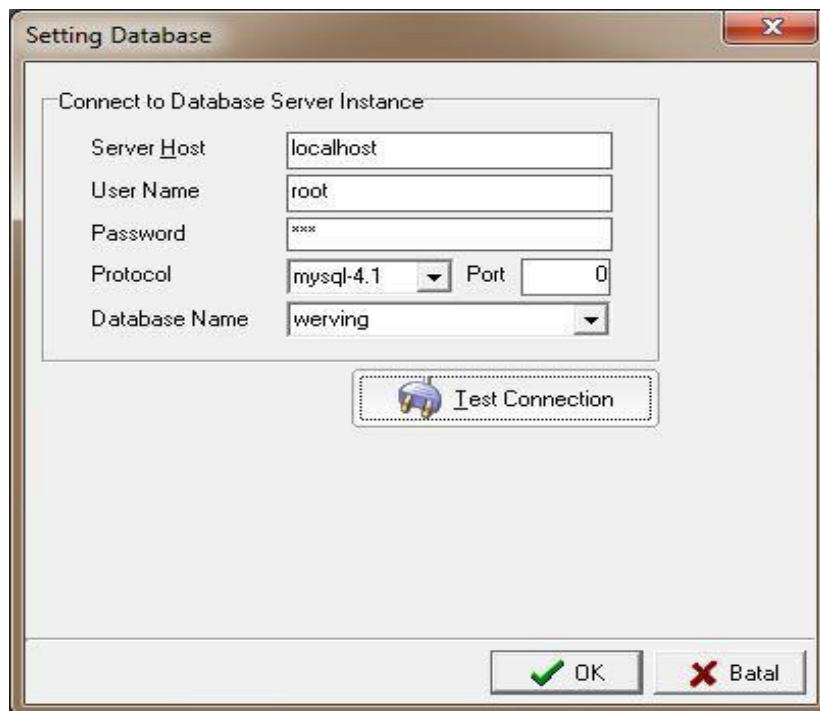 Setting Database
Connect to Database Server Instance
Server Host localhost
User Name root
Password ***
Protocol mysql-4.1 Port 0
Database Name werving
Test Connection
OK Batal